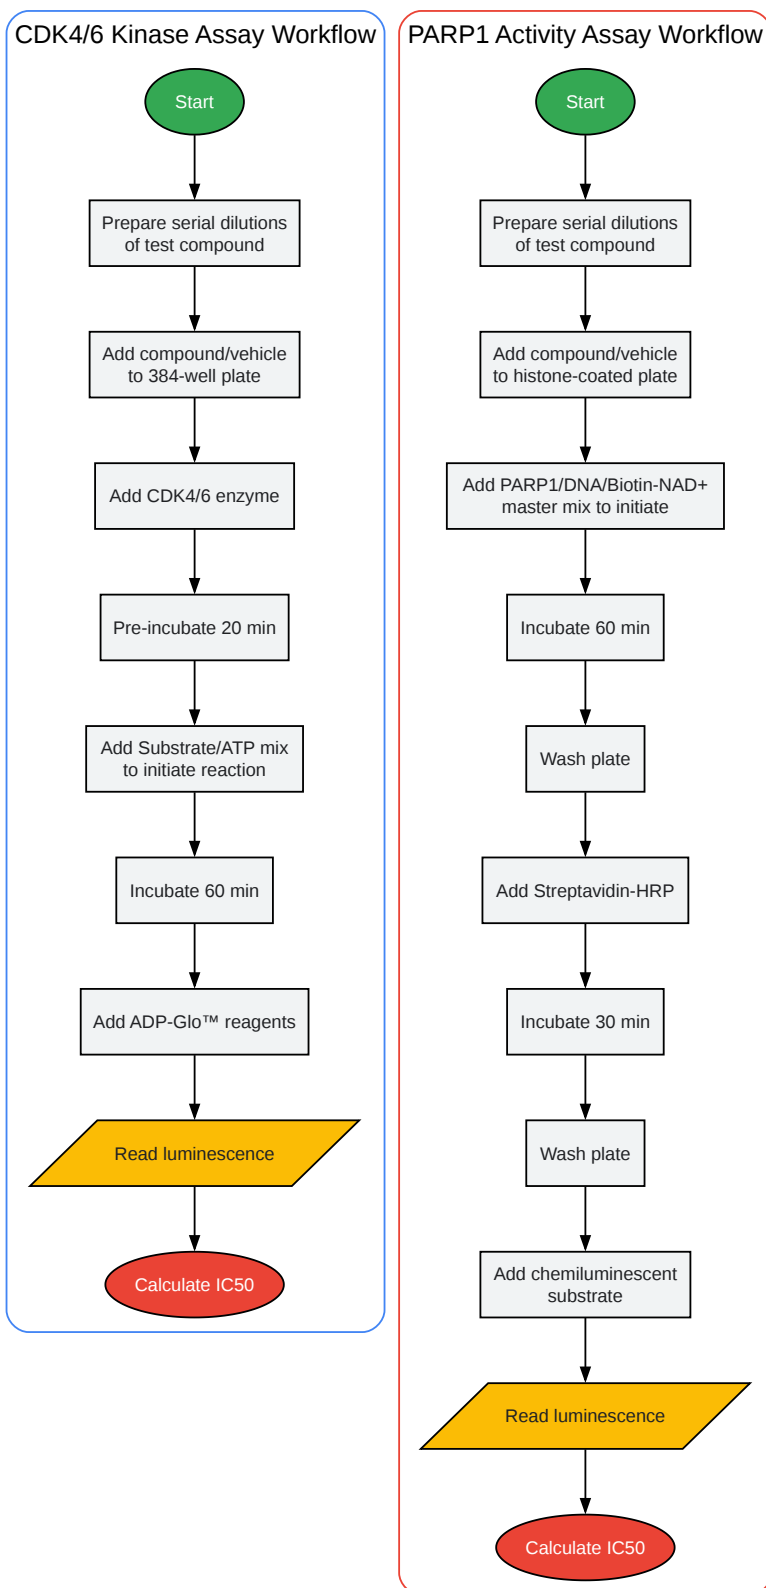 CDK4/6 Kinase Assay Workflow
Start
Prepare serial dilutions
of test compound
Add compound/vehicle
to 384-well plate
Add CDK4/6 enzyme
Pre-incubate 20 min
Add Substrate/ATP mix
to initiate reaction
Incubate 60 min
Add ADP-Glo™ reagents
Read luminescence
Calculate IC50
PARP1 Activity Assay Workflow
Start
Prepare serial dilutions
of test compound
Add compound/vehicle
to histone-coated plate
Add PARP1/DNA/Biotin-NAD+
master mix to initiate
Incubate 60 min
Wash plate
Add Streptavidin-HRP
Incubate 30 min
Wash plate
Add chemiluminescent
substrate
Read luminescence
Calculate IC50